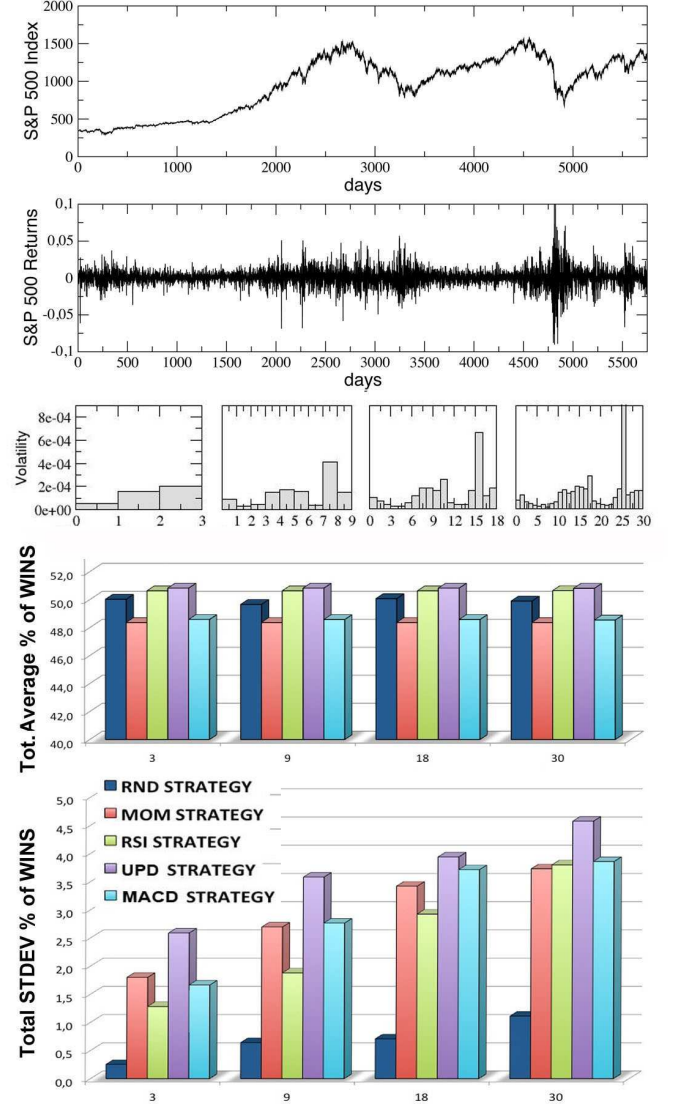 2000
1500
1000
500
0
S&P 500 Index
0 1000 2000 3000 4000 5000
days
0,1
0,05
0
-0,05
-0,1
S&P 500 Returns
0 500 1000 1500 2000 2500 3000 3500 4000 4500 5000 5500
days
8e-04
6e-04
4e-04
2e-04
0e+00
Volatility
0 1 2 3
1 2 3 4 5 6 7 8 9
0 3 6 9 12 15 18
0 5 10 15 20 25 30
Tot. Average % of WINS
52,0
50,0
48,0
46,0
44,0
42,0
40,0
3 9 18 30
RND STRATEGY
MOM STRATEGY
RSI STRATEGY
UPD STRATEGY
MACD STRATEGY
Total STDEV % of WINS
5,0
4,5
4,0
3,5
3,0
2,5
2,0
1,5
1,0
0,5
0,0
3 9 18 30